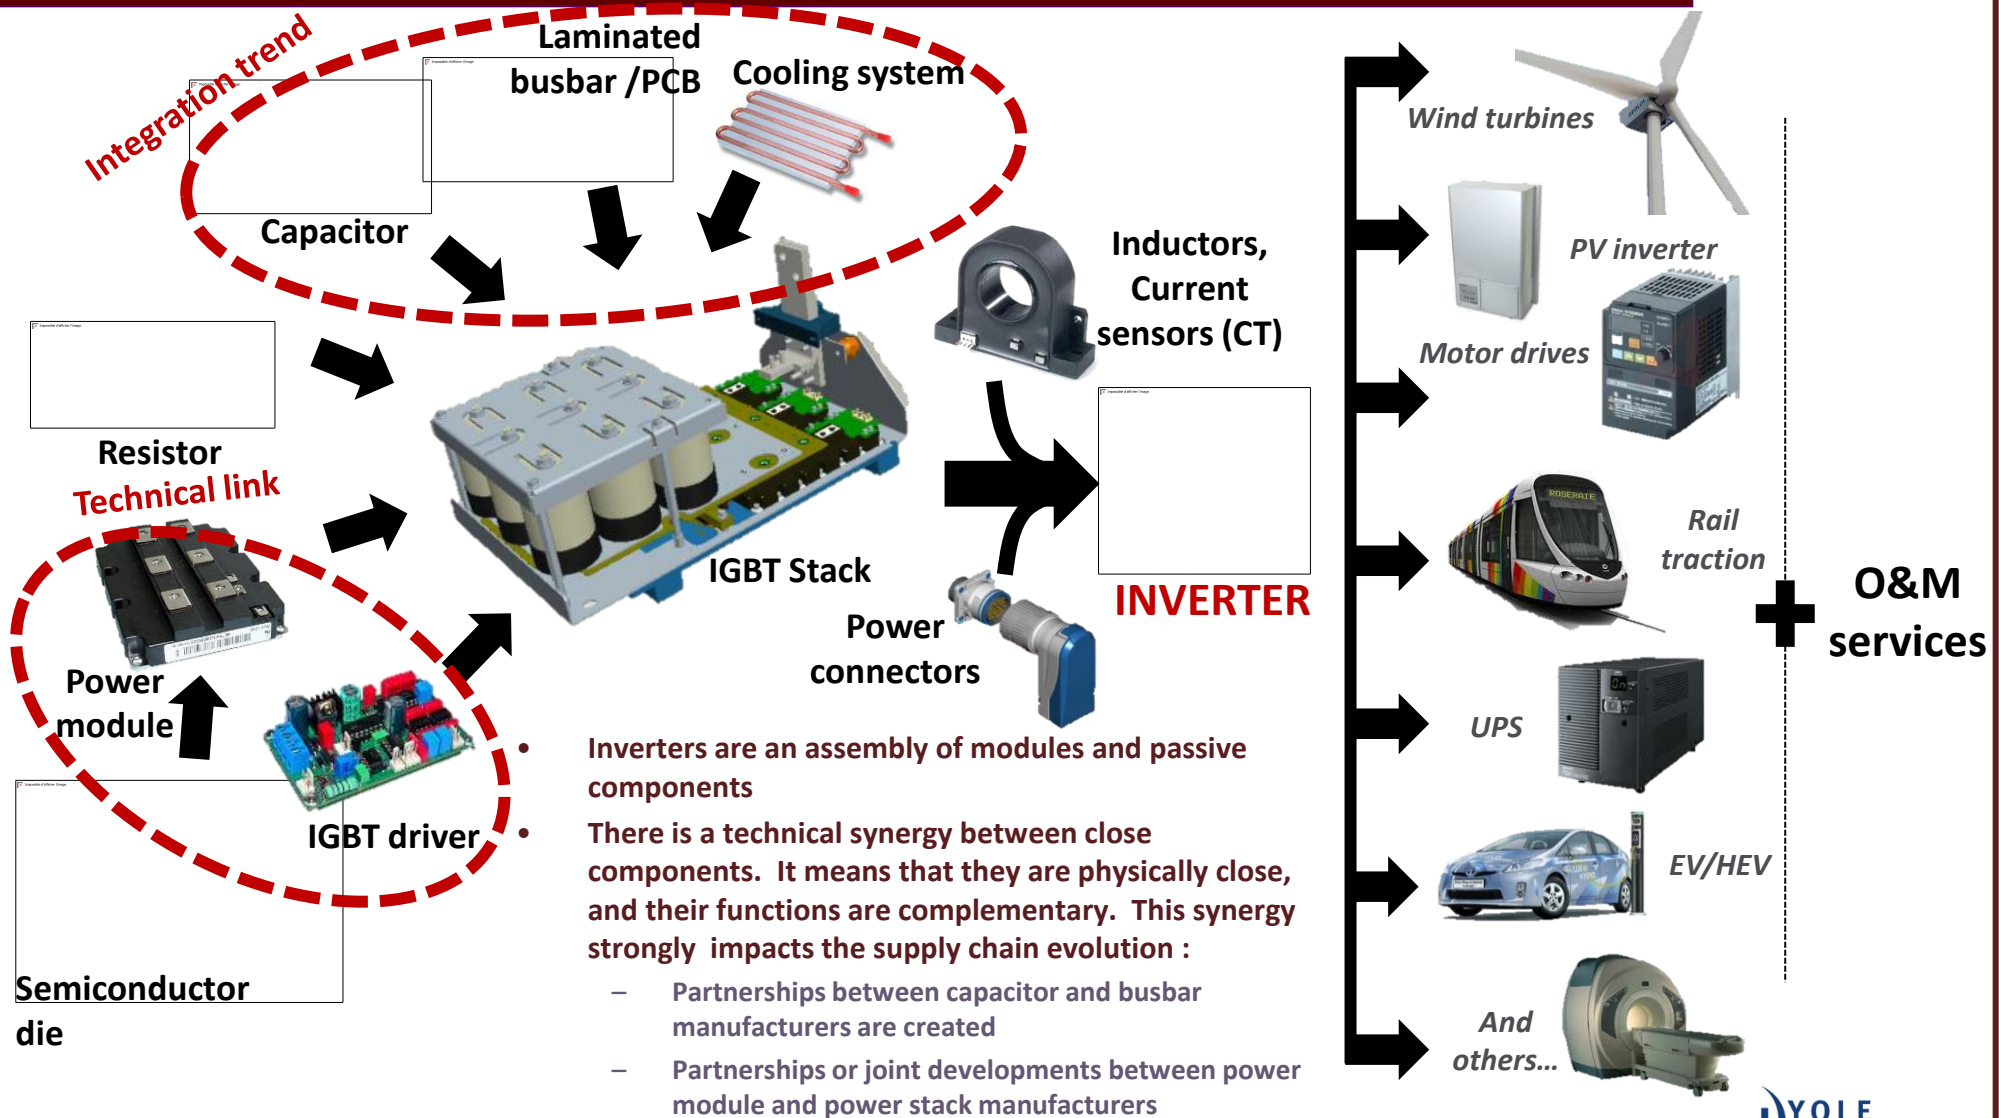 Integration trend
Laminated
busbar /PCB
Cooling system
Capacitor
Impossible d'afficher l'image.
Resistor
Technical link
Power
module
IGBT driver
Semiconductor
die
IGBT Stack
Inductors,
Current
sensors (CT)
Power
connectors
INVERTER
• Inverters are an assembly of modules and passive
components
• There is a technical synergy between close
components. It means that they are physically close,
and their functions are complementary. This synergy
strongly impacts the supply chain evolution :
– Partnerships between capacitor and busbar
manufacturers are created
– Partnerships or joint developments between power
module and power stack manufacturers
Wind turbines
PV inverter
Motor drives
ROSERAIE
Rail
traction
UPS
EV/HEV
And
others...
+
O&M
services
YOLE